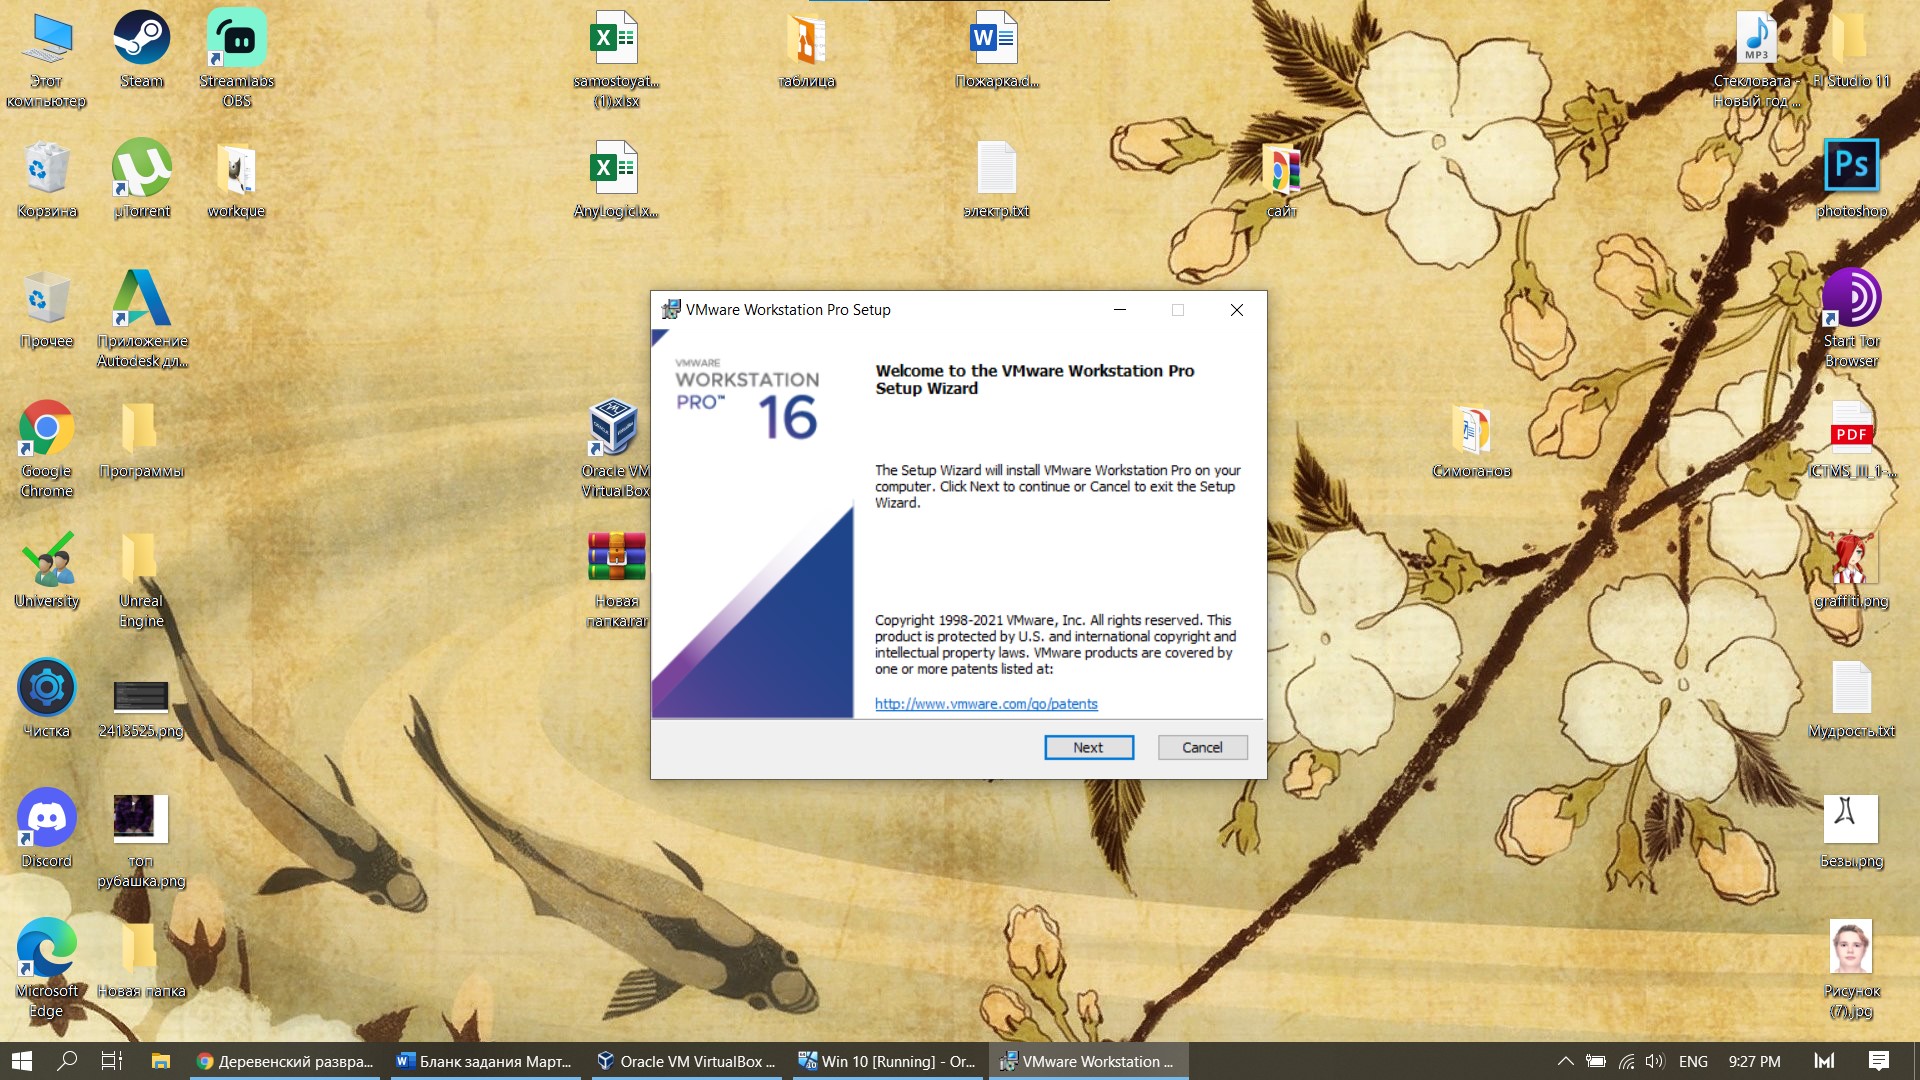 Этот
компьютер
Steam
Streamlabs
OBS
samostoyat...
(1).xlsx
таблица
Пожарка.d...
MP3
Стекловата -
Новый год ...
Fl Studio 11
Корзина
µTorrent
workque
AnyLogicl.x...
электр.txt
сайт
Ps
photoshop
Прочее
Приложение
Autodesk дл...
Start Tor
Browser
Google
Chrome
Программы
Oracle VM
VirtualBox
Симоганов
PDF
ICTMS_III_1-...
University
Unreal
Engine
Новая
папка.rar
graffiti.png
Чистка
2413525.png
Мудрость.txt
Discord
топ
рубашка.png
Безы.png
Microsoft
Edge
Новая папка
Рисунок
(7).jpg
VMware Workstation Pro Setup
VMWARE
WORKSTATION
PRO™ 16
Welcome to the VMware Workstation Pro
Setup Wizard
The Setup Wizard will install VMware Workstation Pro on your
computer. Click Next to continue or Cancel to exit the Setup
Wizard.
Copyright 1998-2021 VMware, Inc. All rights reserved. This
product is protected by U.S. and international copyright and
intellectual property laws. VMware products are covered by
one or more patents listed at:
http://www.vmware.com/go/patents
Next
Cancel
Деревенский развра...
Бланк задания Март...
Oracle VM VirtualBox ...
Win 10 [Running] - Or...
VMware Workstation ...
ENG
9:27 PM